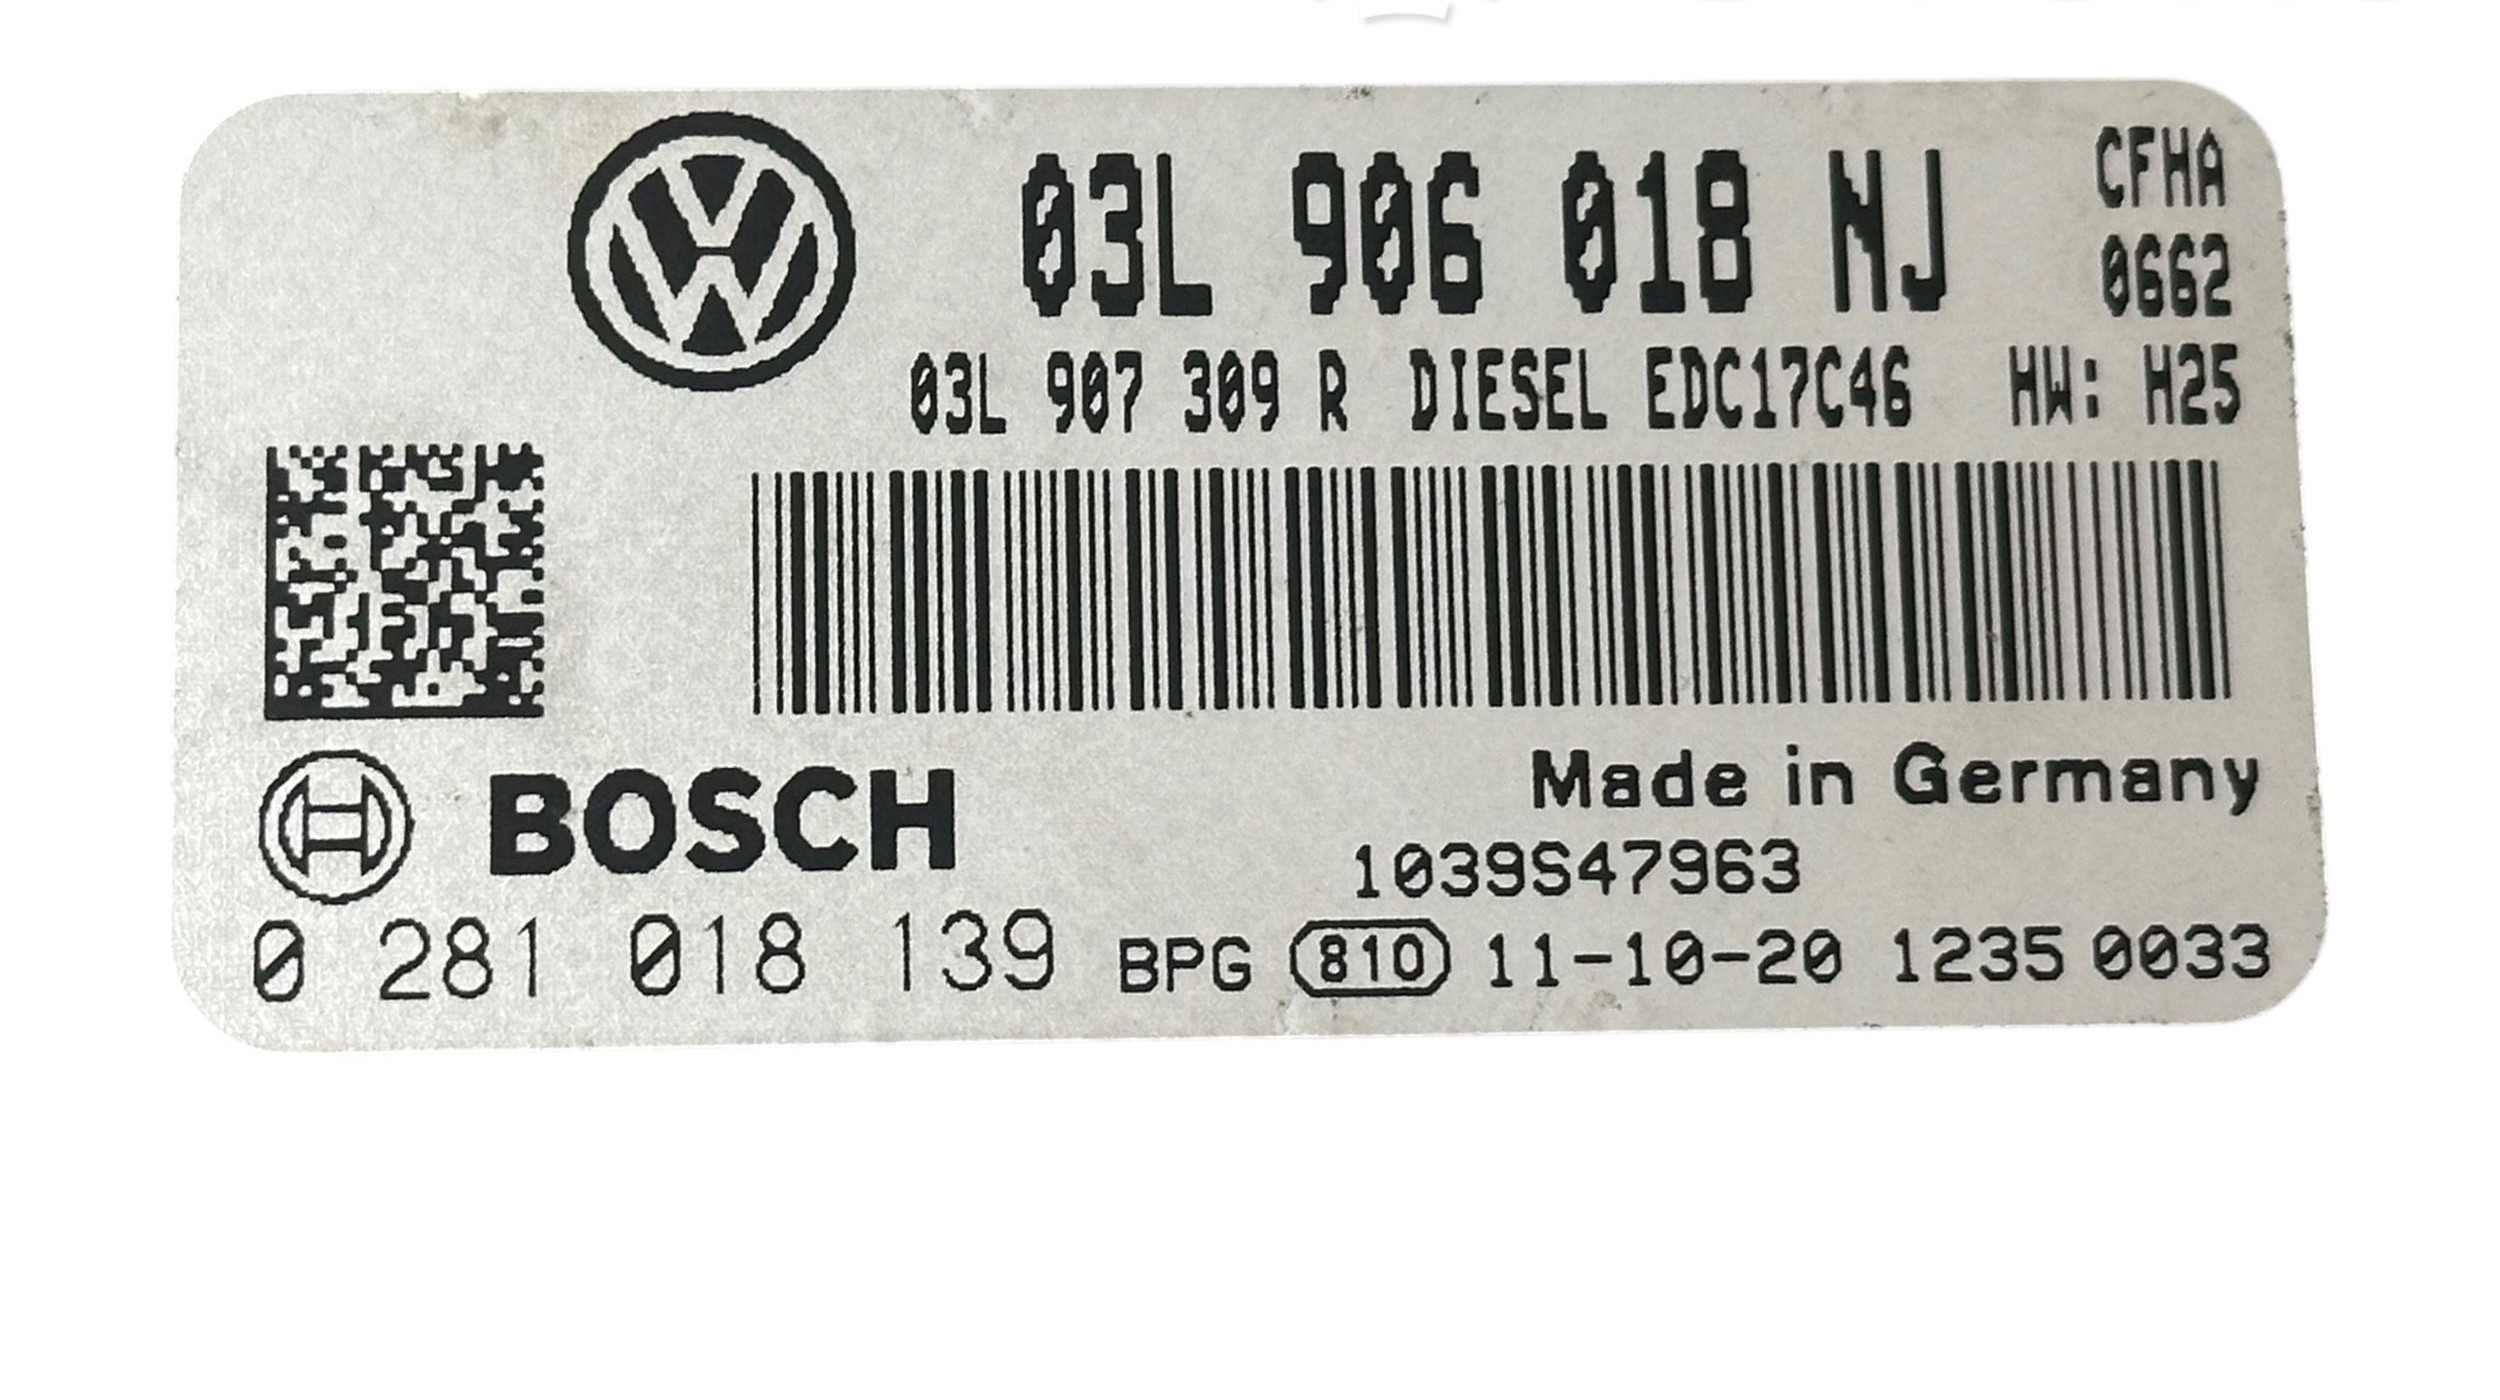 03L 906 018 NJ CFHA
0662
03L 907 309 R DIESEL EDC17C46 HW: H25
Made in Germany
BOSCH
1039S47963
0 281 018 139 BPG 810 11-10-20 1235 0033